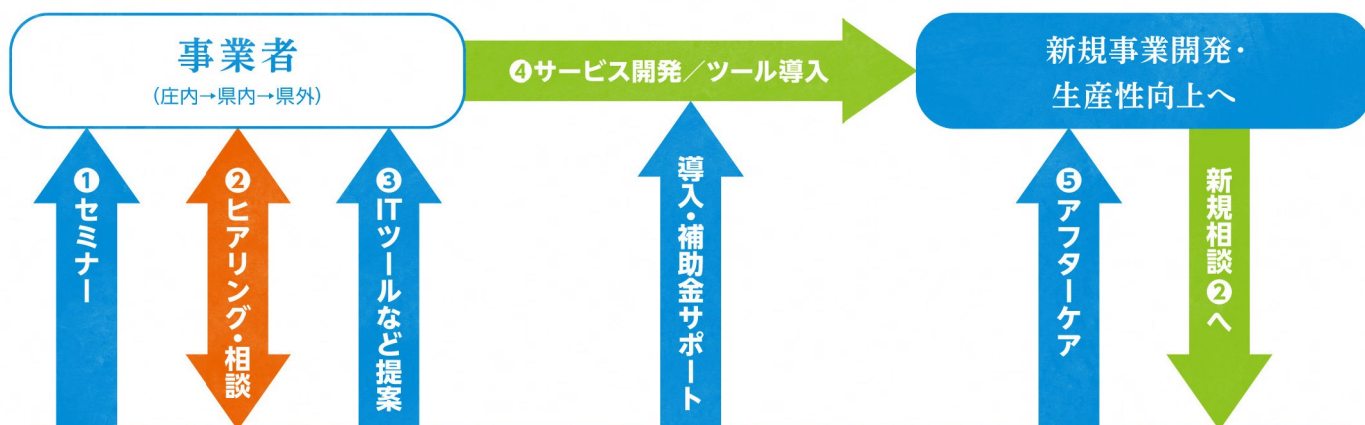 事業者
(庄内→県内→県外)
❹サービス開発／ツール導入
新規事業開発・
生産性向上へ
❶セミナー
❷ヒアリング・相談
❸ITツールなど提案
導入・補助金サポート
❺アフターケア
新規相談❷へ